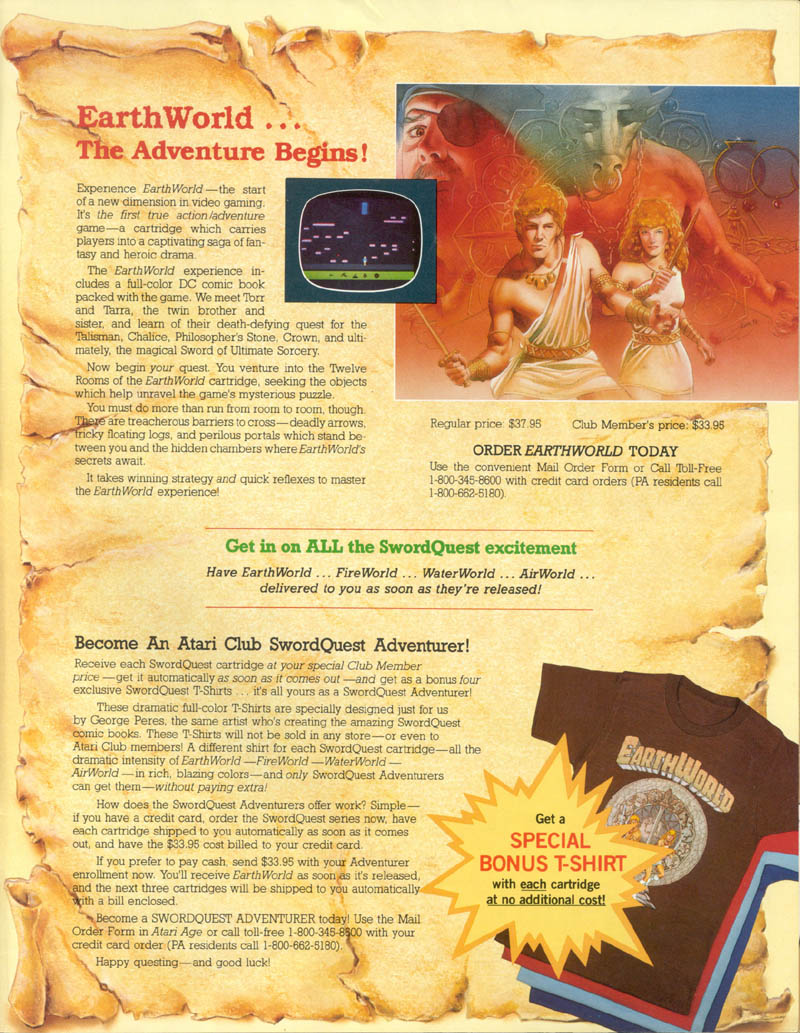 EarthWorld ...
The Adventure Begins!
Experience EarthWorld—the start
of a new dimension in video gaming.
It's the first true action/adventure
game—a cartridge which carries
players into a captivating saga of fan-
tasy and heroic drama.
The EarthWorld experience in-
cludes a full-color DC comic book
packed with the game. We meet Torr
and Tarra, the twin brother and
sister, and learn of their death-defying quest for the
Talisman, Chalice, Philosopher's Stone, Crown, and ulti-
mately, the magical Sword of Ultimate Sorcery.
Now begin your quest. You venture into the Twelve
Rooms of the EarthWorld cartridge, seeking the objects
which help unravel the game's mysterious puzzle.
You must do more than run from room to room, though.
There are treacherous barriers to cross—deadly arrows,
tricky floating logs, and perilous portals which stand be-
tween you and the hidden chambers where EarthWorld's
secrets await.
It takes winning strategy and quick reflexes to master
the EarthWorld experience!
Regular price: $37.95 Club Member's price: $33.95
ORDER EARTHWORLD TODAY
Use the convenient Mail Order Form or Call Toll-Free
1-800-345-8600 with credit card orders (PA residents call
1-800-662-5180).
Get in on ALL the SwordQuest excitement
Have EarthWorld ... FireWorld ... WaterWorld ... AirWorld ...
delivered to you as soon as they're released!
Become An Atari Club SwordQuest Adventurer!
Receive each SwordQuest cartridge at your special Club Member
price—get it automatically as soon as it comes out—and get as a bonus four
exclusive SwordQuest T-Shirts ... it's all yours as a SwordQuest Adventurer!
These dramatic full-color T-Shirts are specially designed just for us
by George Peres, the same artist who's creating the amazing SwordQuest
comic books. These T-Shirts will not be sold in any store—or even to
Atari Club members! A different shirt for each SwordQuest cartridge—all the
dramatic intensity of EarthWorld—FireWorld—WaterWorld—
AirWorld—in rich, blazing colors—and only SwordQuest Adventurers
can get them—without paying extra!
How does the SwordQuest Adventurers offer work? Simple—
if you have a credit card, order the SwordQuest series now, have
each cartridge shipped to you automatically as soon as it comes
out, and have the $33.95 cost billed to your credit card.
If you prefer to pay cash, send $33.95 with your Adventurer
enrollment now. You'll receive EarthWorld as soon as it's released,
and the next three cartridges will be shipped to you automatically
with a bill enclosed.
Become a SWORDQUEST ADVENTURER today! Use the Mail
Order Form in Atari Age or call toll-free 1-800-345-8600 with your
credit card order (PA residents call 1-800-662-5180).
Happy questing—and good luck!
EARTHWORLD
Get a
SPECIAL
BONUS T-SHIRT
with each cartridge
at no additional cost!